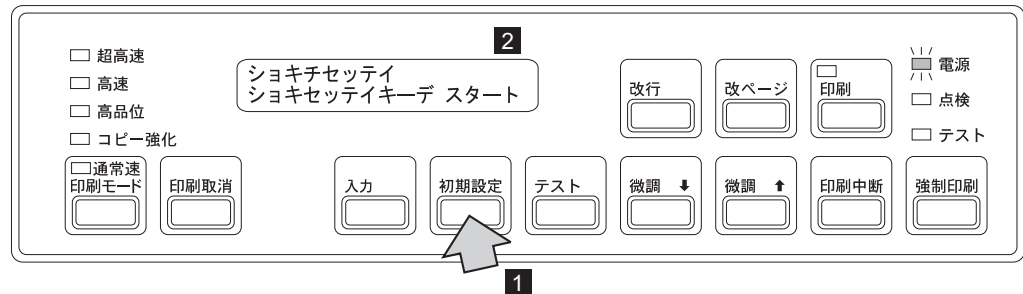 2
超高速
高速
高品位
コピー強化
ショキチセッテイ
ショキセッテイキーデ スタート
改行
改ページ
印刷
電源
点検
テスト
通常速
印刷モード
印刷取消
入力
初期設定
テスト
微調 ⬇
微調 ⬆
印刷中断
強制印刷
1